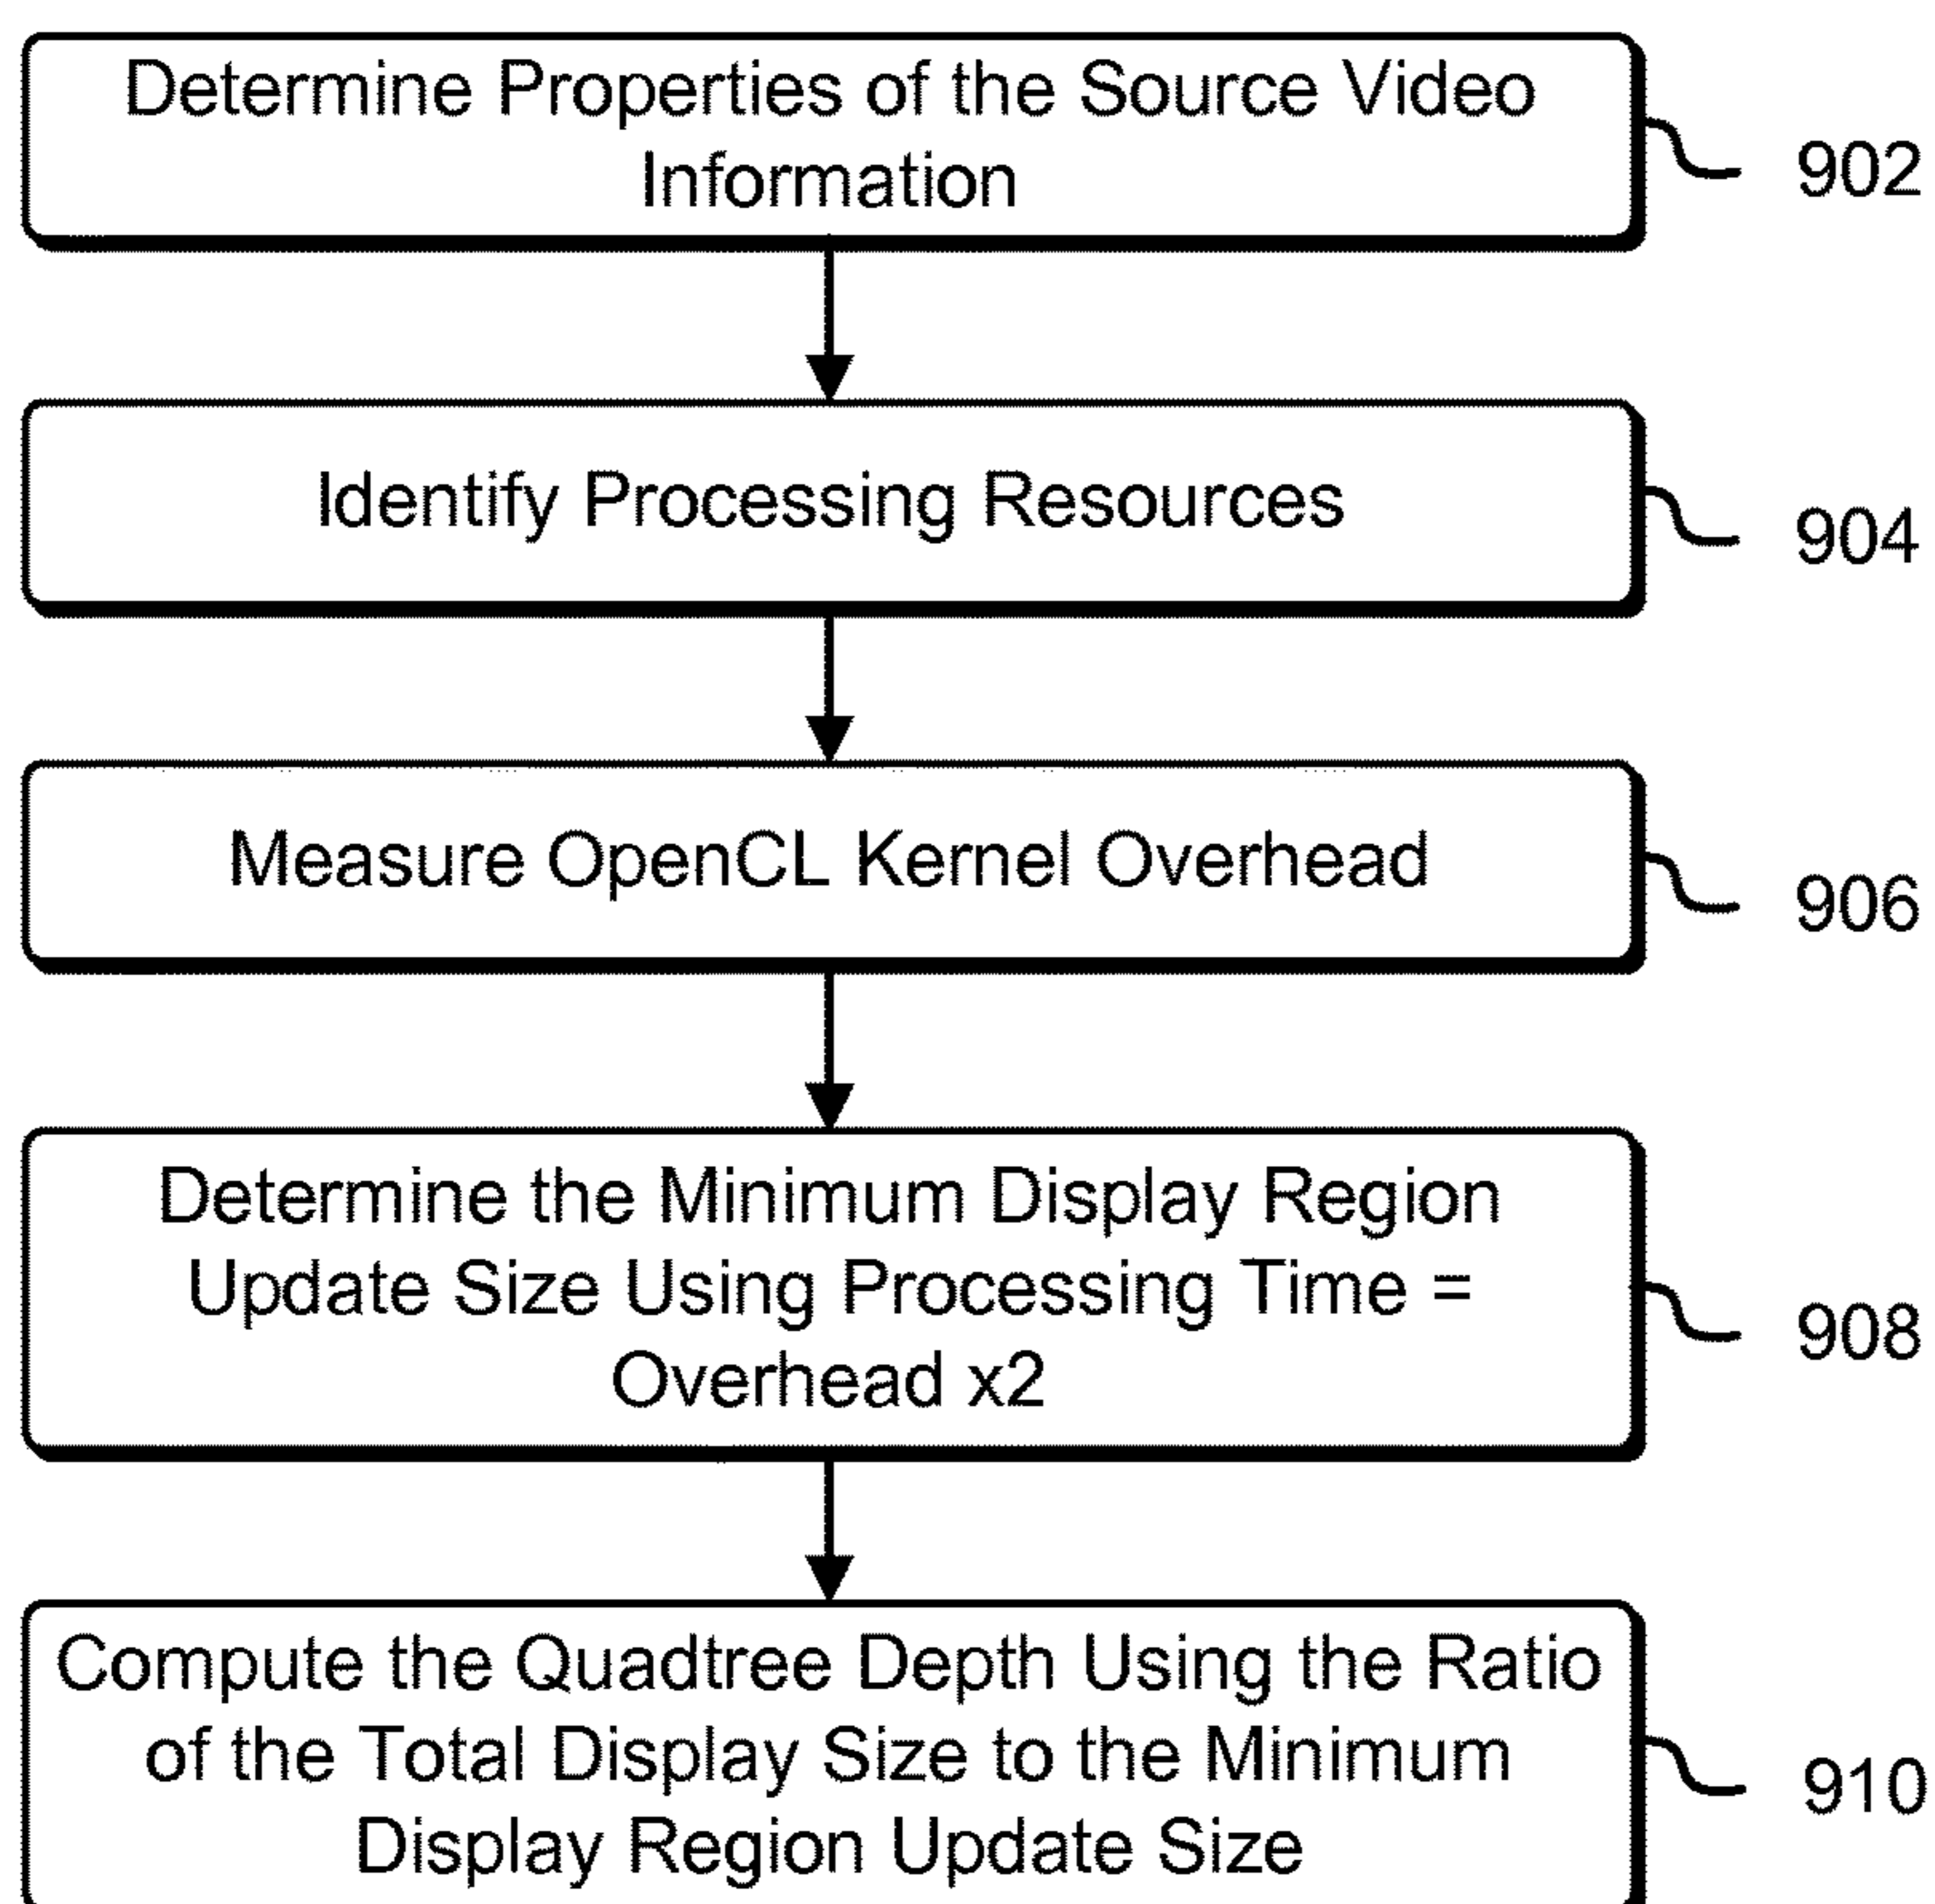 Determine Properties of the Source Video
Information
902
Identify Processing Resources
904
Measure OpenCL Kernel Overhead
906
Determine the Minimum Display Region
Update Size Using Processing Time =
Overhead x2
908
Compute the Quadtree Depth Using the Ratio
of the Total Display Size to the Minimum
Display Region Update Size
910